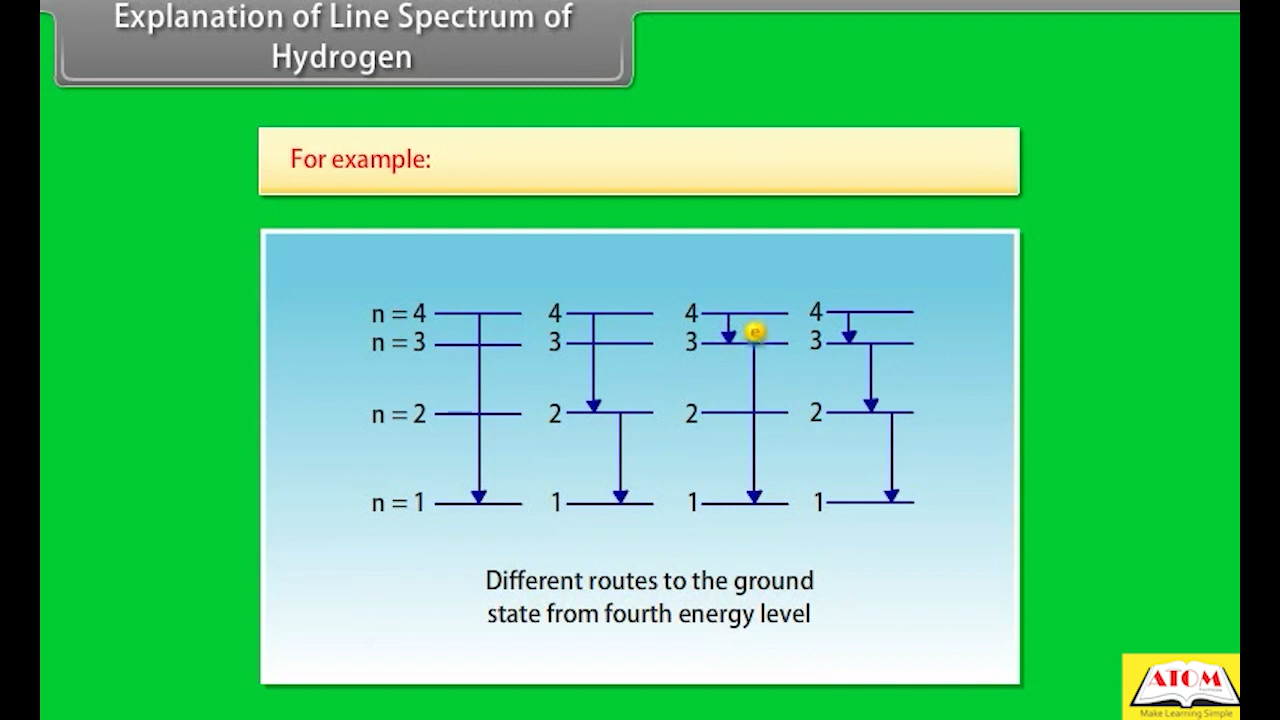 Explanation of Line Spectrum of
Hydrogen
For example:
n = 4 4 4 4
n = 3 3 3 3
n = 2 2 2 2
n = 1 1 1 1
e
Different routes to the ground
state from fourth energy level
ATOM
Make Learning Simple